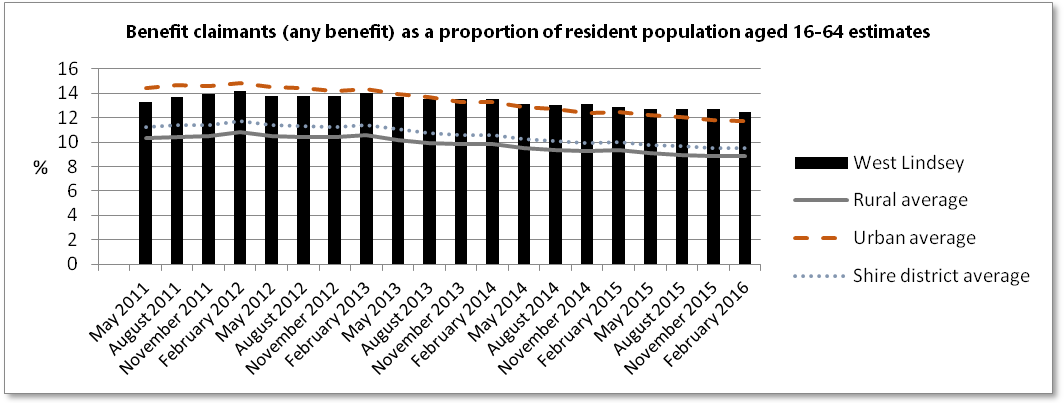 Benefit claimants (any benefit) as a proportion of resident population aged 16-64 estimates
16
14
12
10
8
6
4
2
0
%
May 2011
August 2011
November 2011
February 2012
May 2012
August 2012
November 2012
February 2013
May 2013
August 2013
November 2013
February 2014
May 2014
August 2014
November 2014
February 2015
May 2015
August 2015
November 2015
February 2016
West Lindsey
Rural average
Urban average
Shire district average